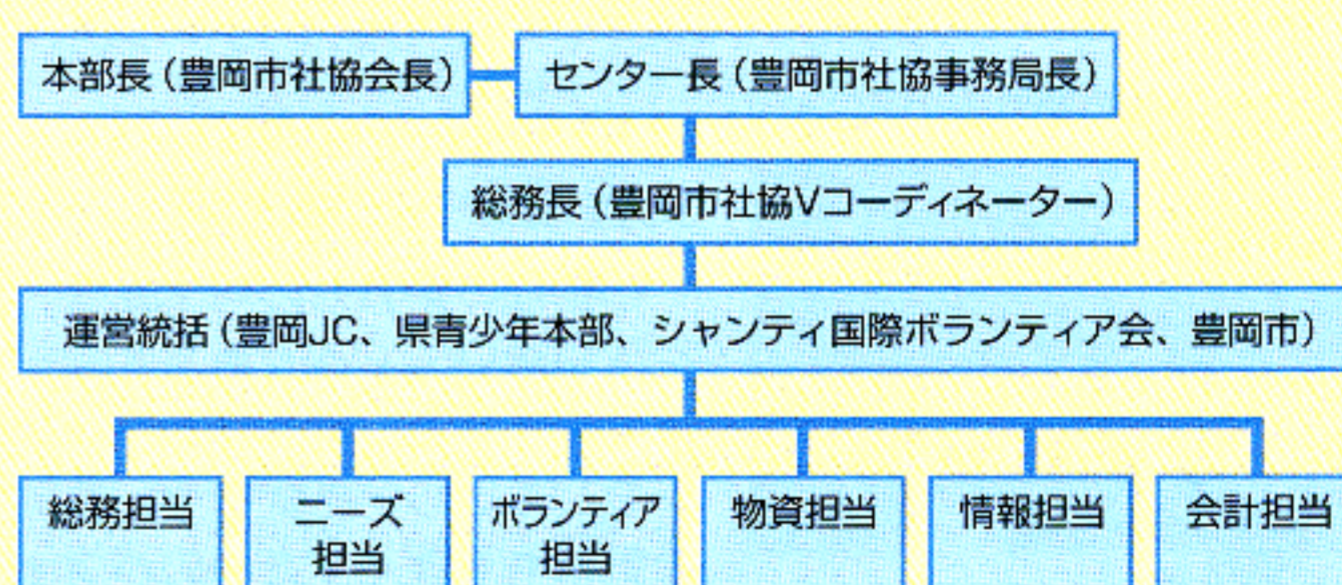 本部長(豊岡市社協会長)
センター長(豊岡市社協事務局長)
総務長(豊岡市社協Vコーディネーター)
運営統括(豊岡JC、県青少年本部、シャンティ国際ボランティア会、豊岡市)
総務担当
ニーズ
担当
ボランティア
担当
物資担当
情報担当
会計担当